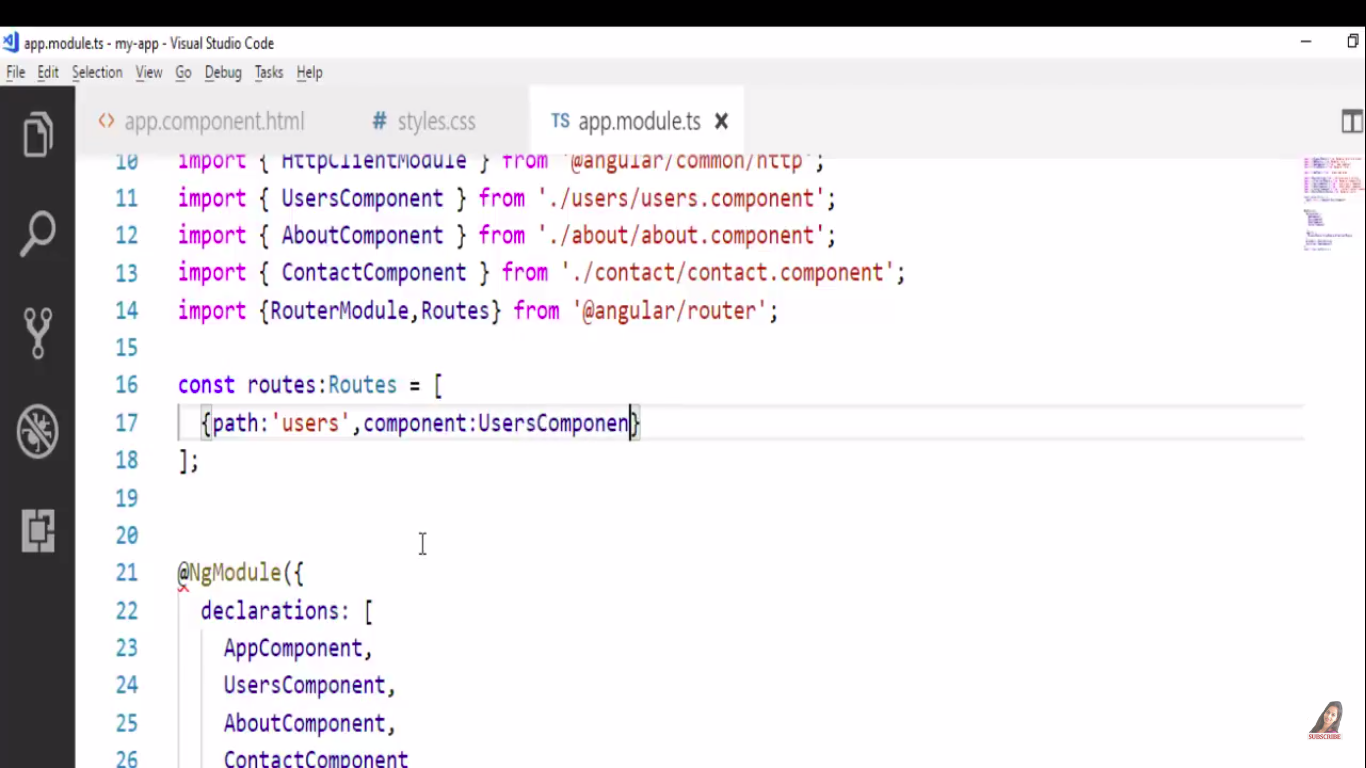 app.module.ts - my-app - Visual Studio Code
File Edit Selection View Go Debug Tasks Help
<> app.component.html # styles.css TS app.module.ts ×
10 import { HttpClientModule } from '@angular/common/http';
11 import { UsersComponent } from './users/users.component';
12 import { AboutComponent } from './about/about.component';
13 import { ContactComponent } from './contact/contact.component';
14 import {RouterModule,Routes} from '@angular/router';
15
16 const routes:Routes = [
17 {path:'users',component:UsersComponen}
18 ];
19
20
21 @NgModule({
22 declarations: [
23 AppComponent,
24 UsersComponent,
25 AboutComponent,
26 ContactComponent
SUBSCRIBE